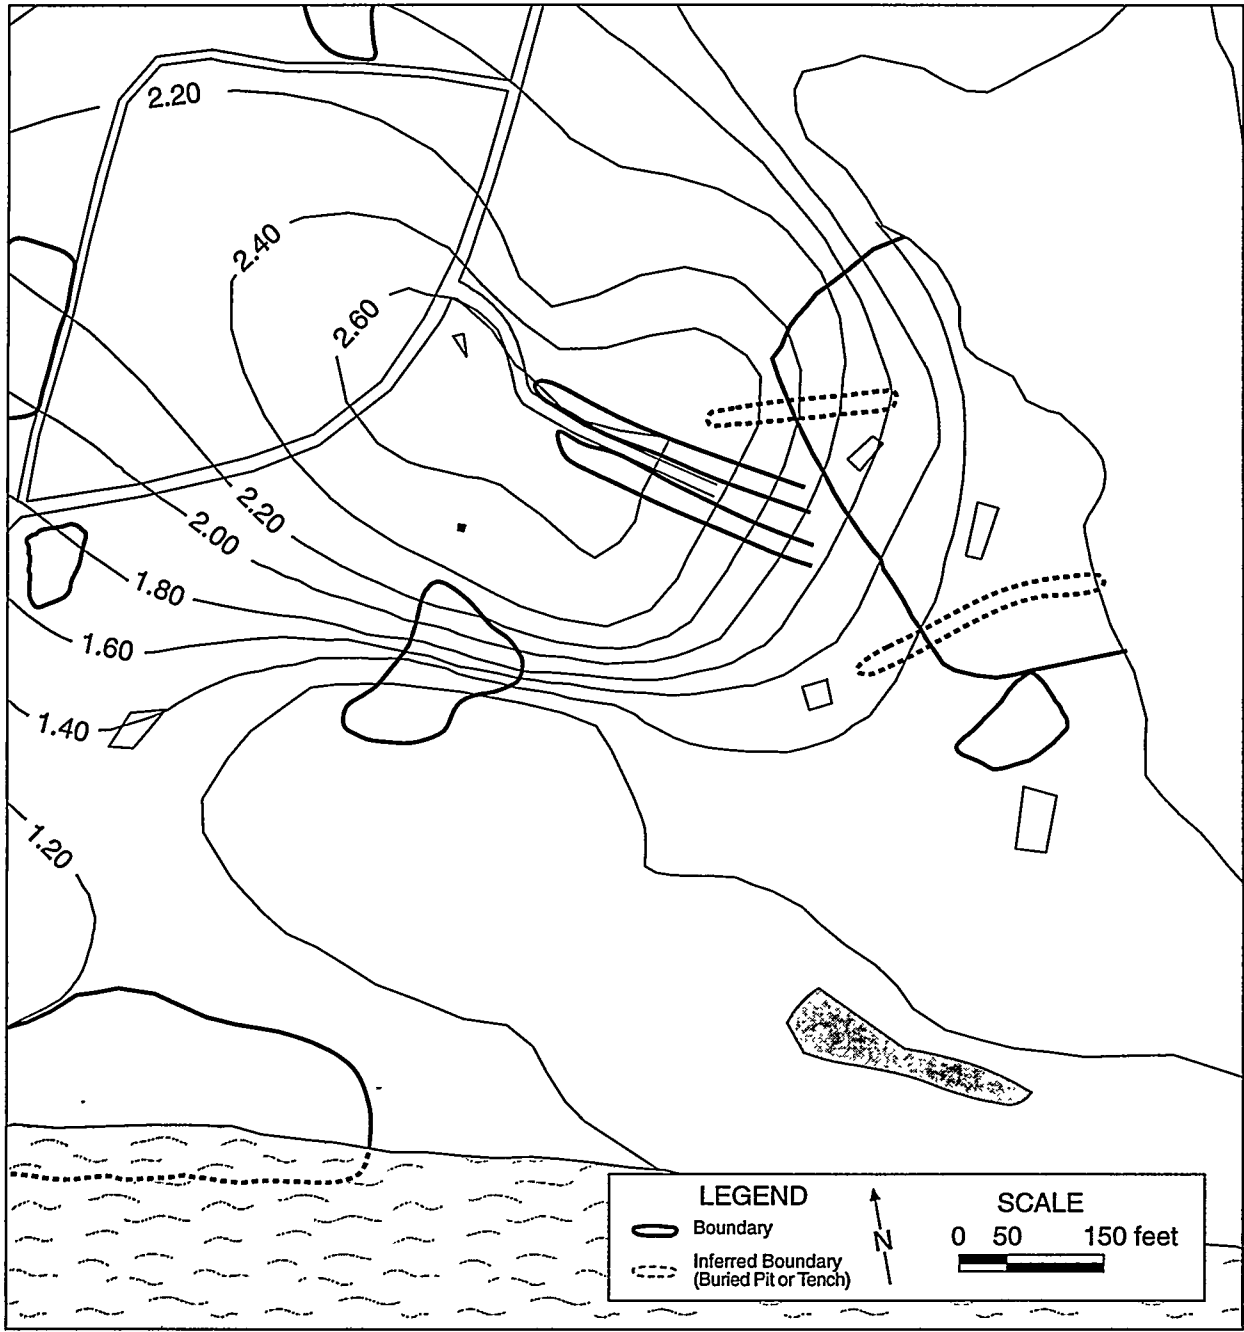 2.20
2.40
2.60
2.20
2.00
1.80
1.60
1.40
1.20
LEGEND
Boundary
Inferred Boundary
(Buried Pit or Tench)
N
SCALE
0 50 150 feet